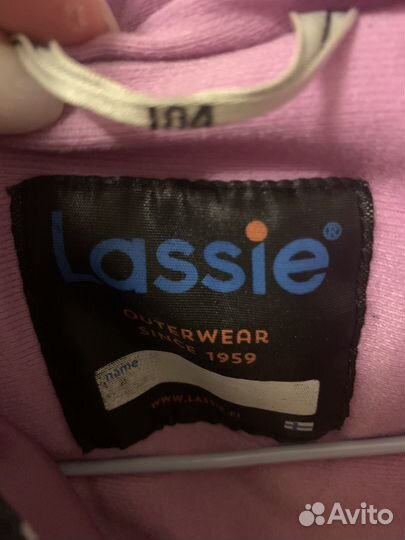 104
Lassie®
OUTERWEAR
SINCE 1959
name
WWW.LASSIE.FI
Avito